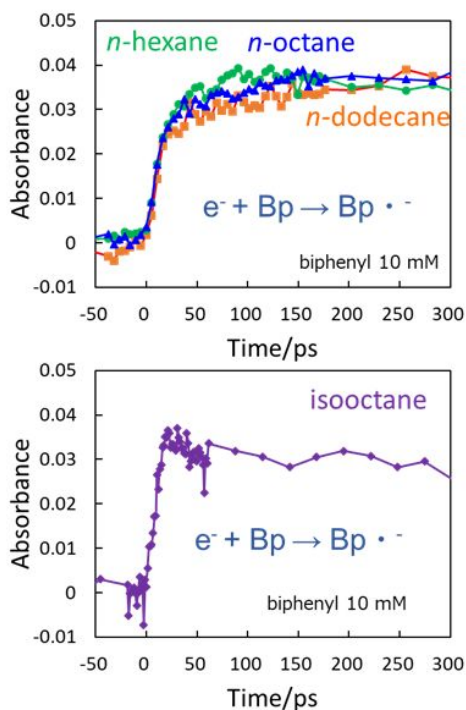 n-hexane n-octane
n-dodecane
Absorbance
0.05
0.04
0.03
0.02
0.01
0
-0.01
e⁻ + Bp → Bp・⁻
biphenyl 10 mM
-50 0 50 100 150 200 250 300
Time/ps
isooctane
Absorbance
0.05
0.04
0.03
0.02
0.01
0
-0.01
e⁻ + Bp → Bp・⁻
biphenyl 10 mM
-50 0 50 100 150 200 250 300
Time/ps